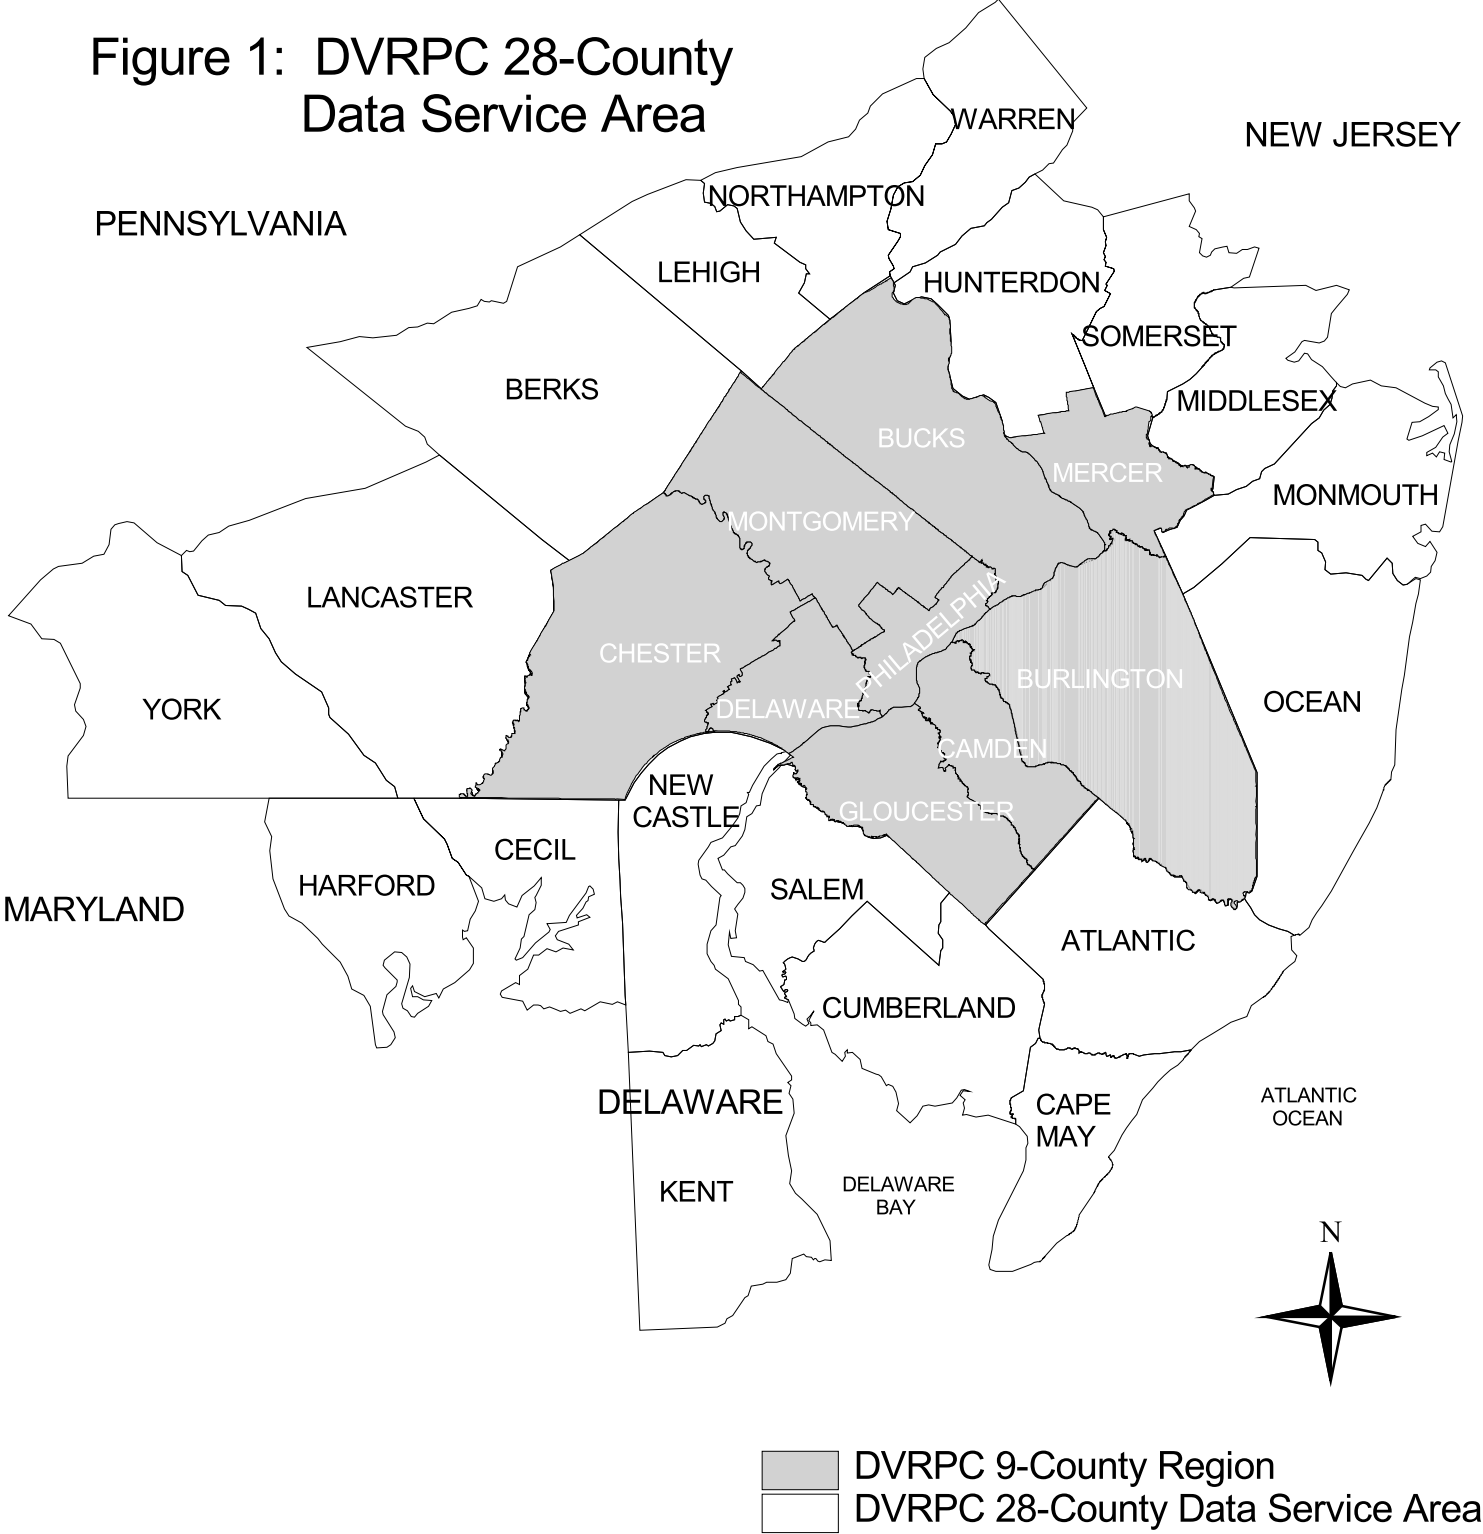 Figure 1: DVRPC 28-County
Data Service Area
WARREN
NEW JERSEY
NORTHAMPTON
PENNSYLVANIA
LEHIGH
HUNTERDON
SOMERSET
BERKS
MIDDLESEX
BUCKS
MERCER
MONMOUTH
MONTGOMERY
LANCASTER
PHILADELPHIA
CHESTER
BURLINGTON
OCEAN
YORK
DELAWARE
CAMDEN
NEW
CASTLE
GLOUCESTER
CECIL
HARFORD
SALEM
MARYLAND
ATLANTIC
CUMBERLAND
DELAWARE
CAPE
MAY
ATLANTIC
OCEAN
KENT
DELAWARE
BAY
N
DVRPC 9-County Region
DVRPC 28-County Data Service Area